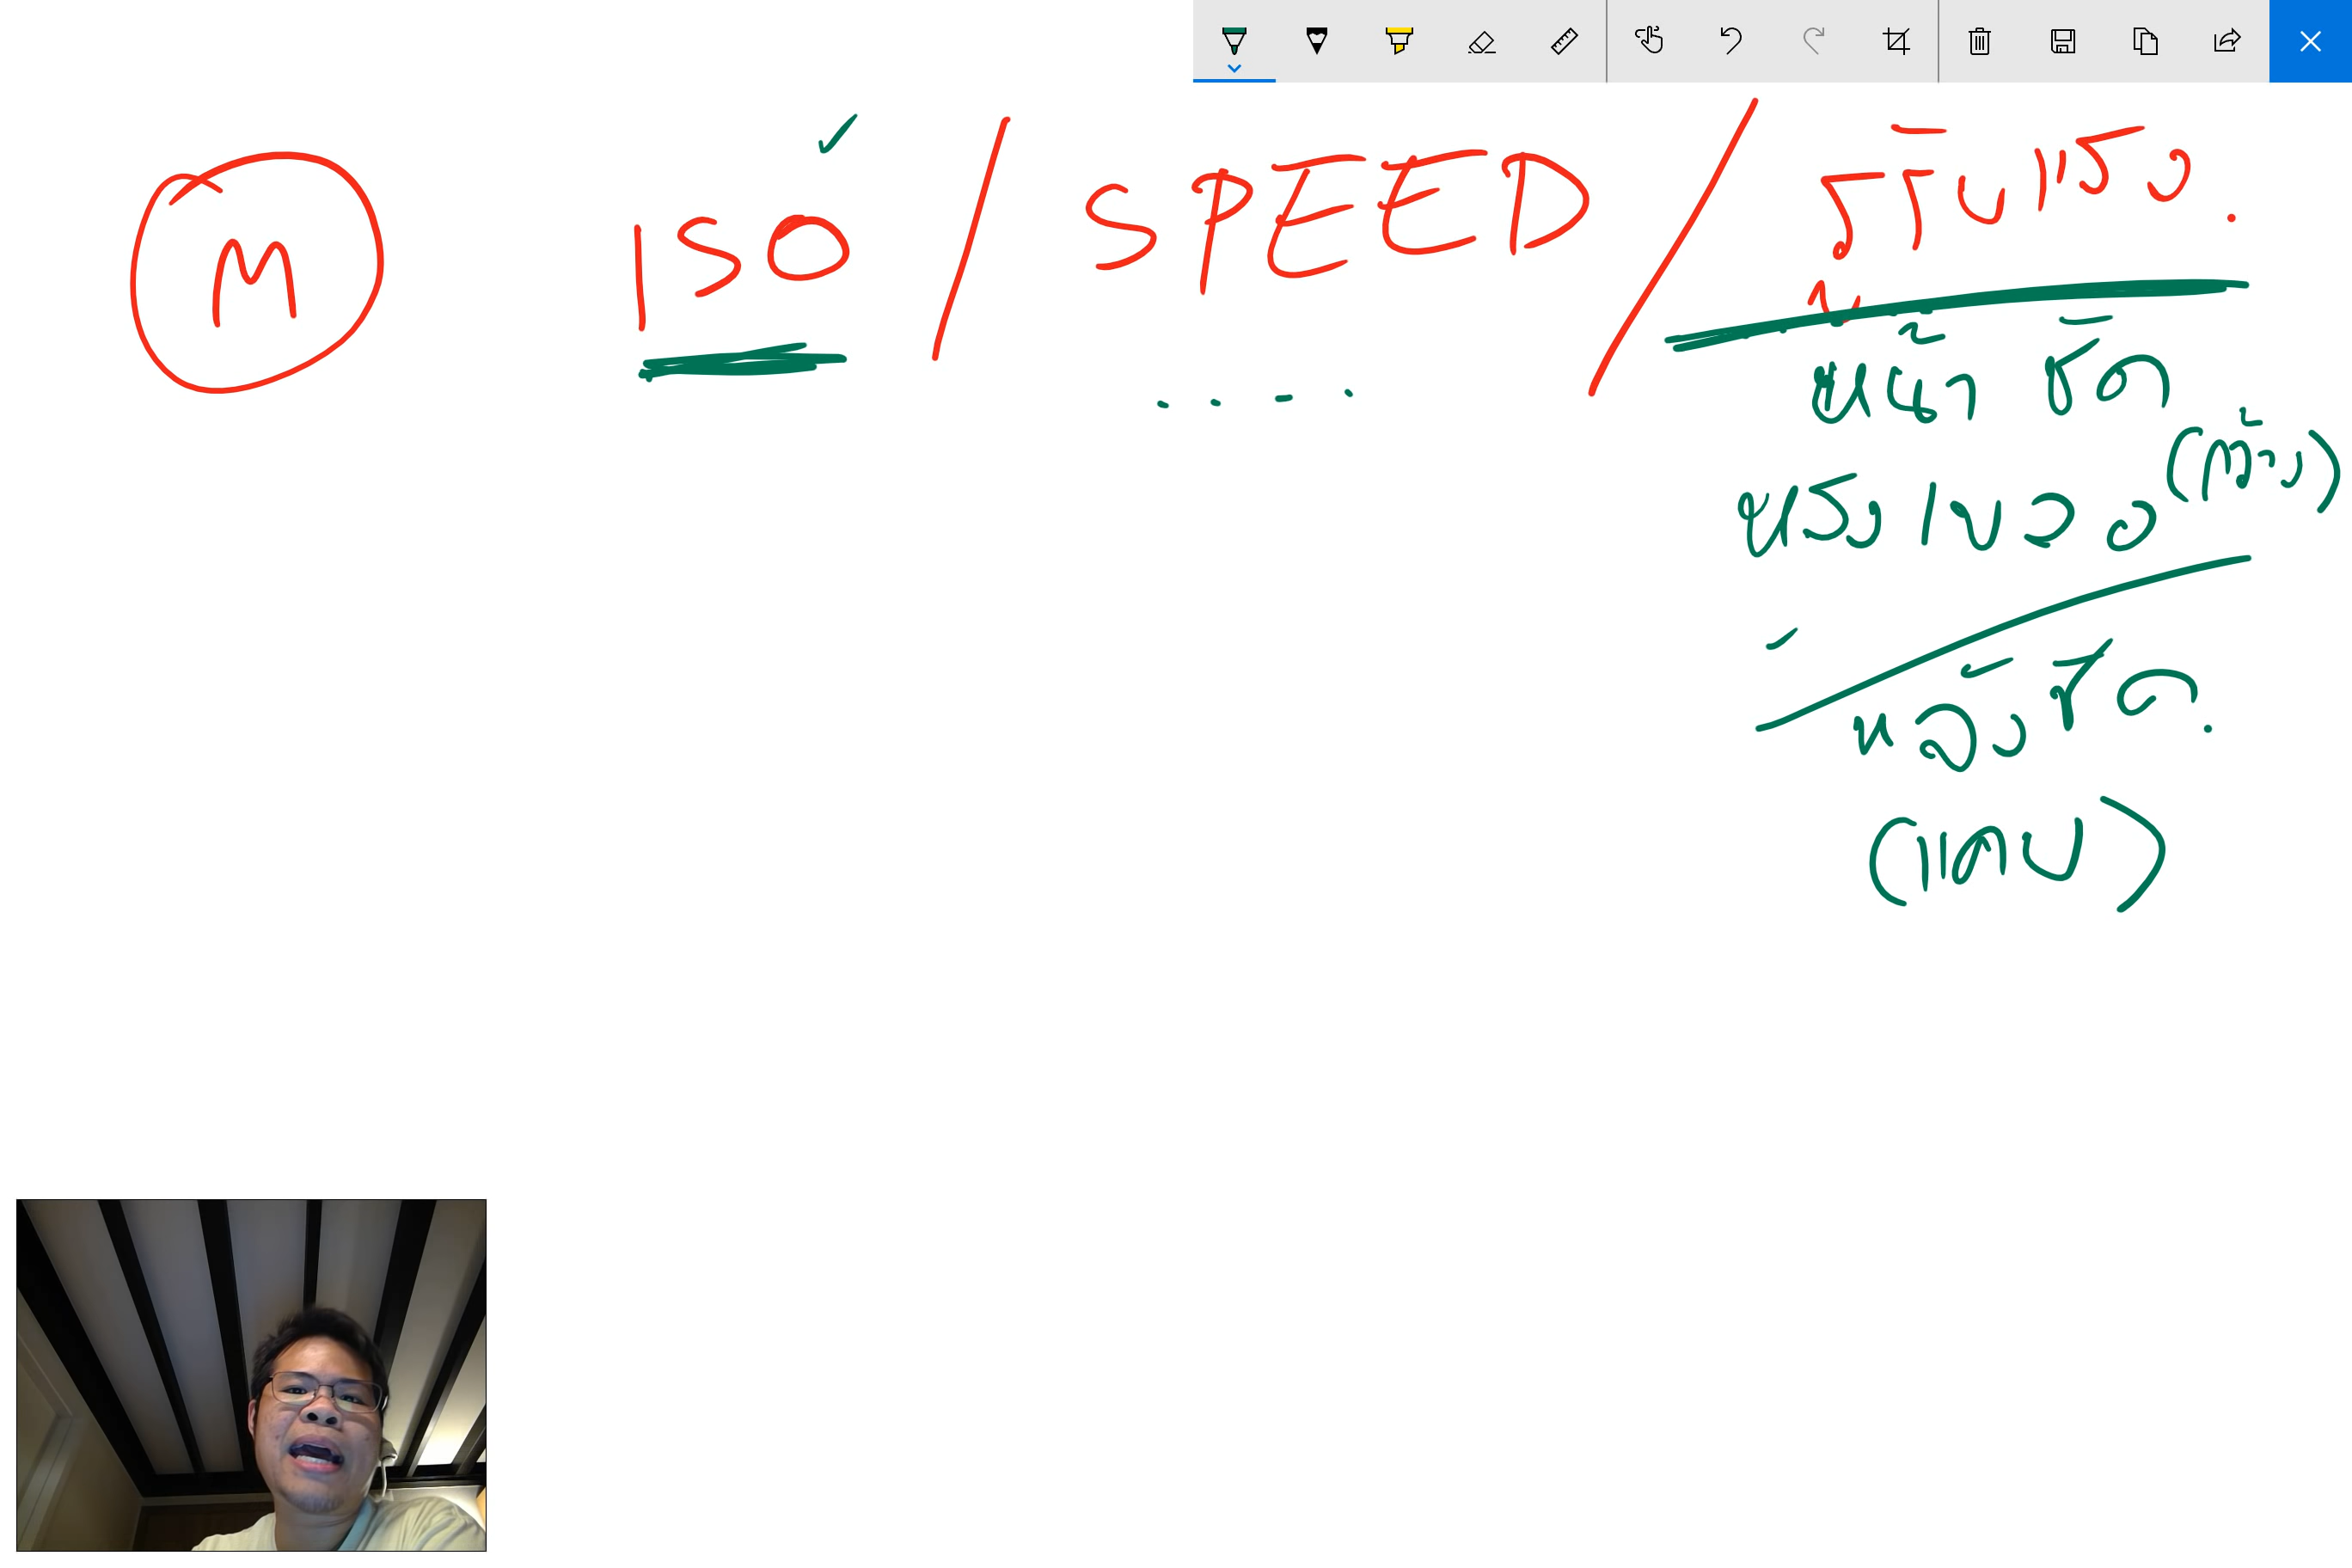 M ISO / SPEED / รูรับแสง.
หน้าชัด
หลังเบลอ (กว้าง)
หลังชัด.
(แคบ)